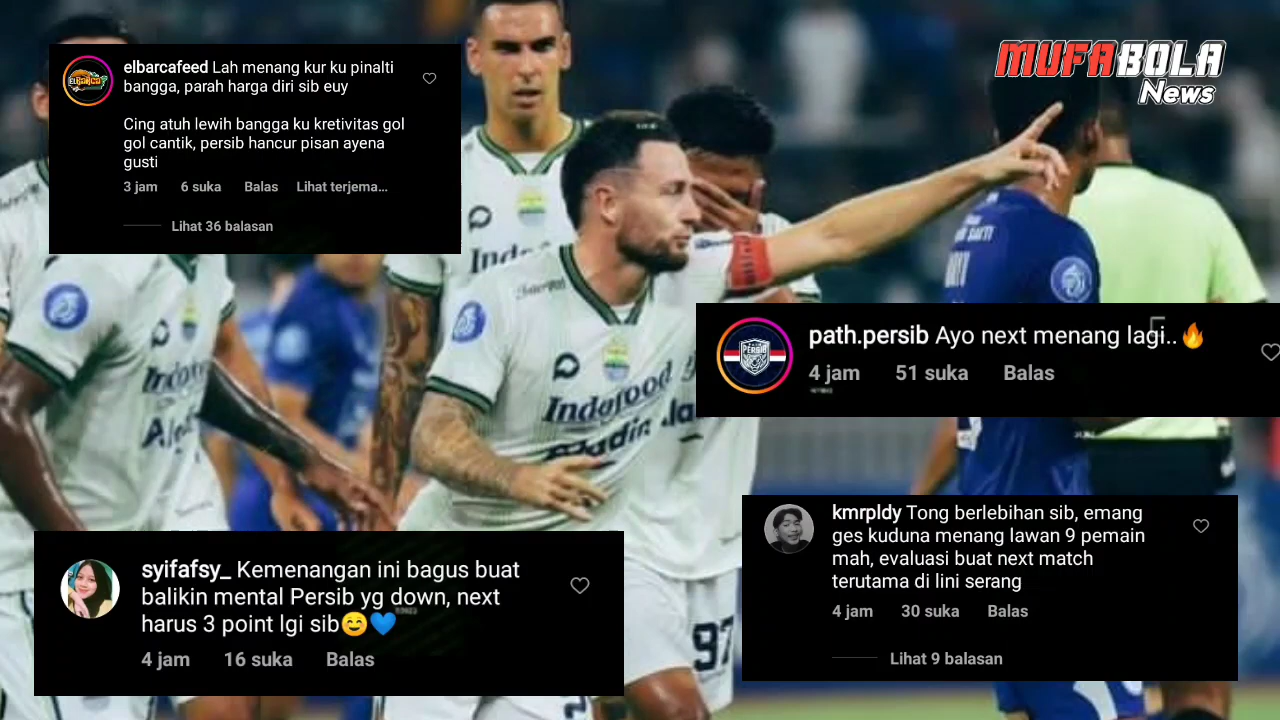 MUFABOLA
News
elbarcafeed Lah menang kur ku pinalti
bangga, parah harga diri sib euy
Cing atuh lewih bangga ku kretivitas gol
gol cantik, persib hancur pisan ayena
gusti
3 jam 6 suka Balas Lihat terjema...
Lihat 36 balasan
Indofood
path.persib Ayo next menang lagi..🔥
4 jam 51 suka Balas
PERSIB
kmrpldy Tong berlebihan sib, emang
ges kuduna menang lawan 9 pemain
mah, evaluasi buat next match
terutama di lini serang
4 jam 30 suka Balas
Lihat 9 balasan
syifafsy_ Kemenangan ini bagus buat
balikin mental Persib yg down, next
harus 3 point lgi sib☺️💙
4 jam 16 suka Balas
97